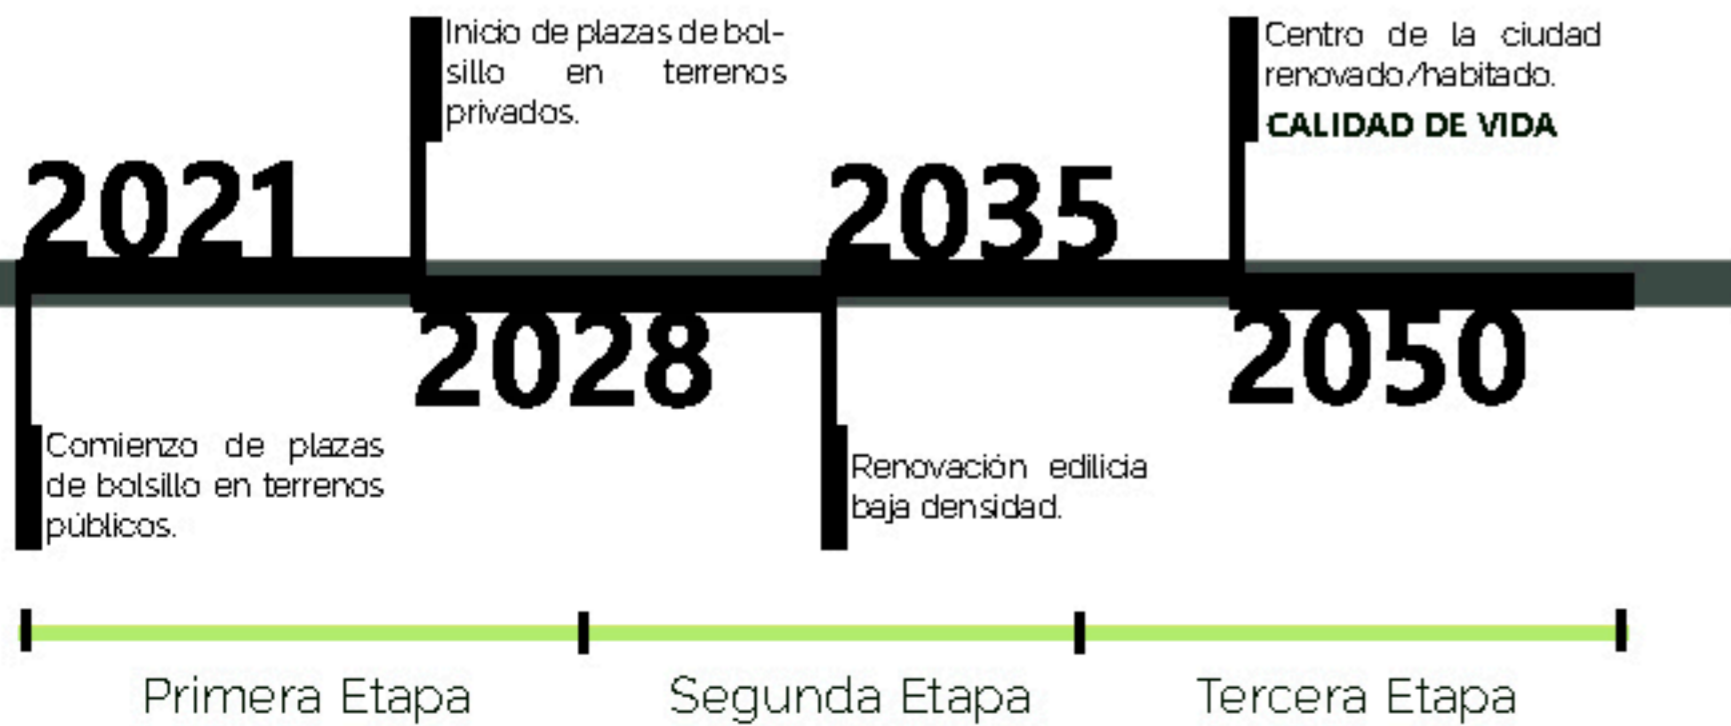 Inicio de plazas de bol-
sillo en terrenos
privados.
Centro de la ciudad
renovado/habitado.
CALIDAD DE VIDA
2021
2035
2028
2050
Comienzo de plazas
de bolsillo en terrenos
públicos.
Renovación edilicia
baja densidad.
Primera Etapa
Segunda Etapa
Tercera Etapa